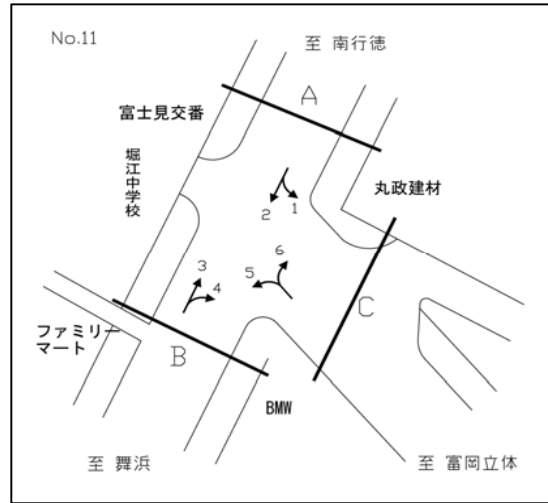 No.11
至 南行徳
A
富士見交番
堀江中学校
丸政建材
1
2
6
3
5
4
C
ファミリー
マート
B
BMW
至 舞浜
至 富岡立体